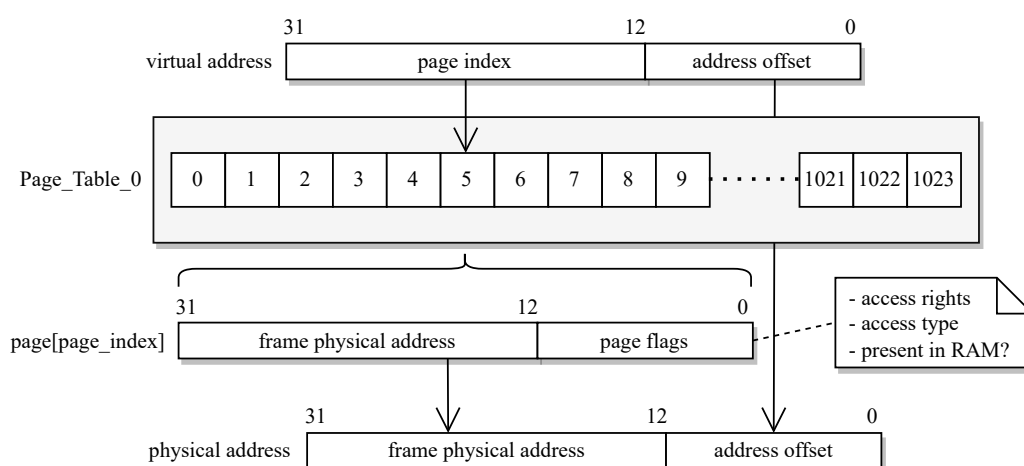 31 12 0
virtual address page index address offset
Page_Table_0 0 1 2 3 4 5 6 7 8 9 1021 1022 1023
31 12 0
page[page_index] frame physical address page flags
- access rights
- access type
- present in RAM?
31 12 0
physical address frame physical address address offset